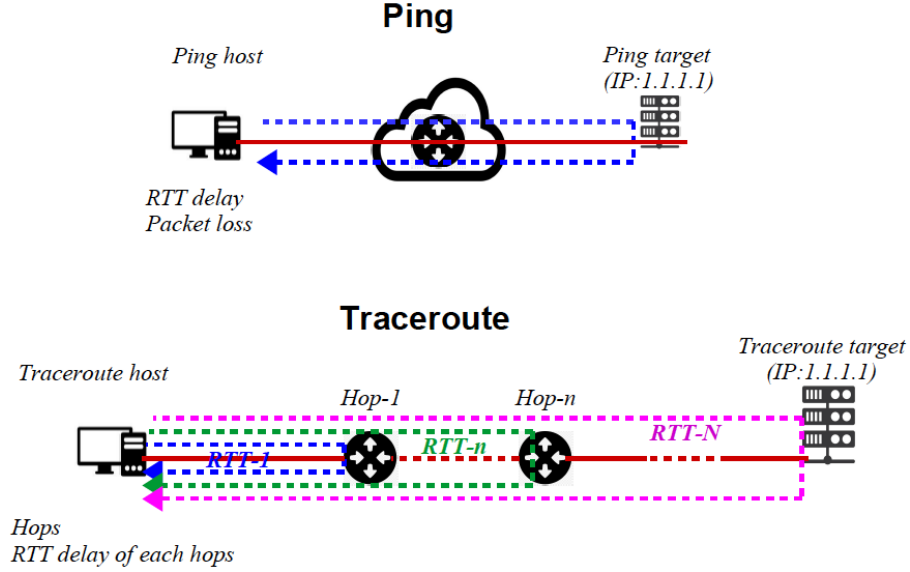 Ping
Ping host
Ping target
(IP:1.1.1.1)
RTT delay
Packet loss
Traceroute
Traceroute target
(IP:1.1.1.1)
Traceroute host
Hop-1
Hop-n
RTT-1
RTT-n
RTT-N
Hops
RTT delay of each hops